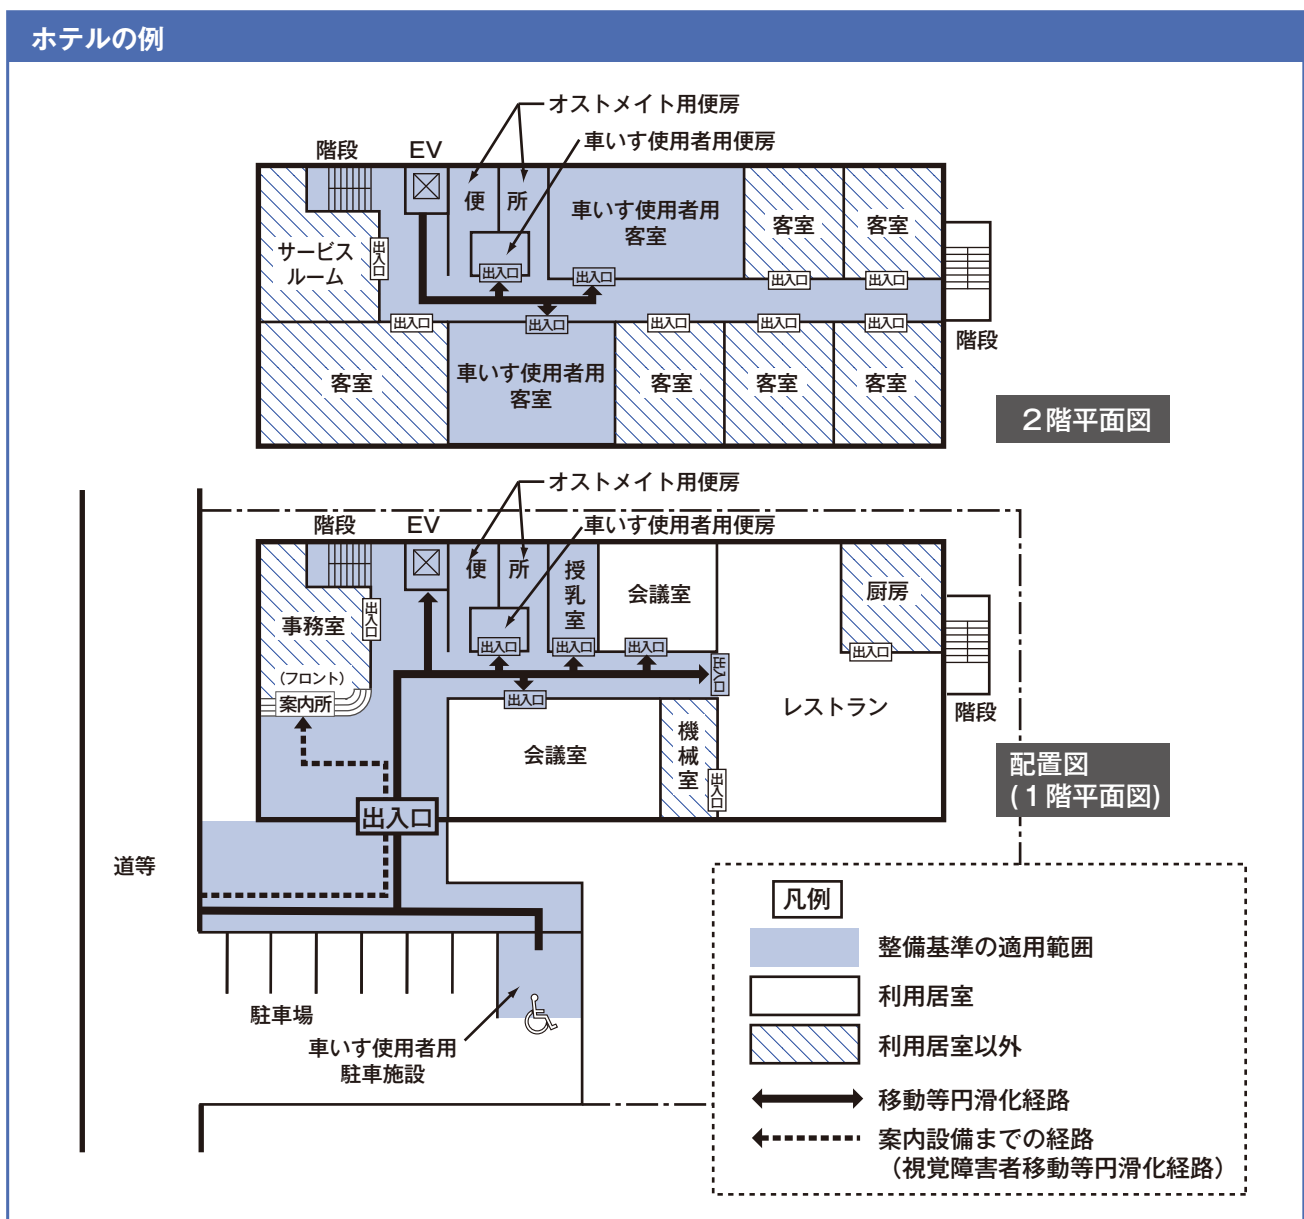 ホテルの例
オストメイト用便房
車いす使用者用便房
階段
EV
便
所
車いす使用者用
客室
客室
客室
サービス
ルーム
出入口
出入口
出入口
出入口
出入口
出入口
出入口
出入口
出入口
出入口
階段
客室
車いす使用者用
客室
客室
客室
客室
2階平面図
オストメイト用便房
車いす使用者用便房
階段
EV
便
所
授乳室
会議室
厨房
事務室
出入口
出入口
出入口
出入口
出入口
出入口
(フロント)
案内所
出入口
レストラン
階段
会議室
機械室
出入口
配置図
(1階平面図)
出入口
道等
駐車場
車いす使用者用
駐車施設
凡例
整備基準の適用範囲
利用居室
利用居室以外
移動等円滑化経路
案内設備までの経路
(視覚障害者移動等円滑化経路)